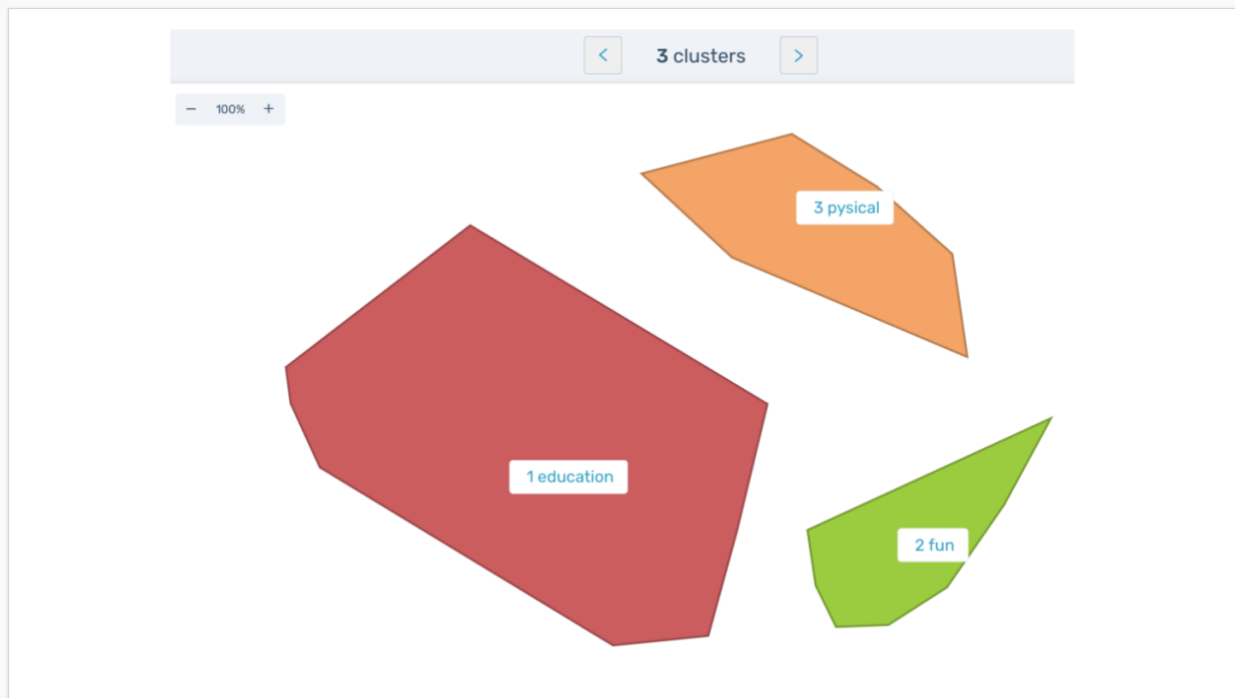 < 3 clusters >
− 100% +
3 pysical
1 education
2 fun